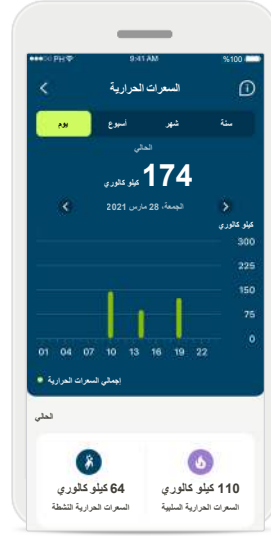 PH 9:41 AM %100
السعرات الحرارية
سنة شهر أسبوع يوم
الحالي
174 كيلو كالوري
الجمعة، 28 مارس 2021
كيلو كالوري
300
225
150
75
0
01 04 07 10 13 16 19 22
إجمالي السعرات الحرارية
الحالي
110 كيلو كالوري
السعرات الحرارية السلبية
64 كيلو كالوري
السعرات الحرارية النشطة